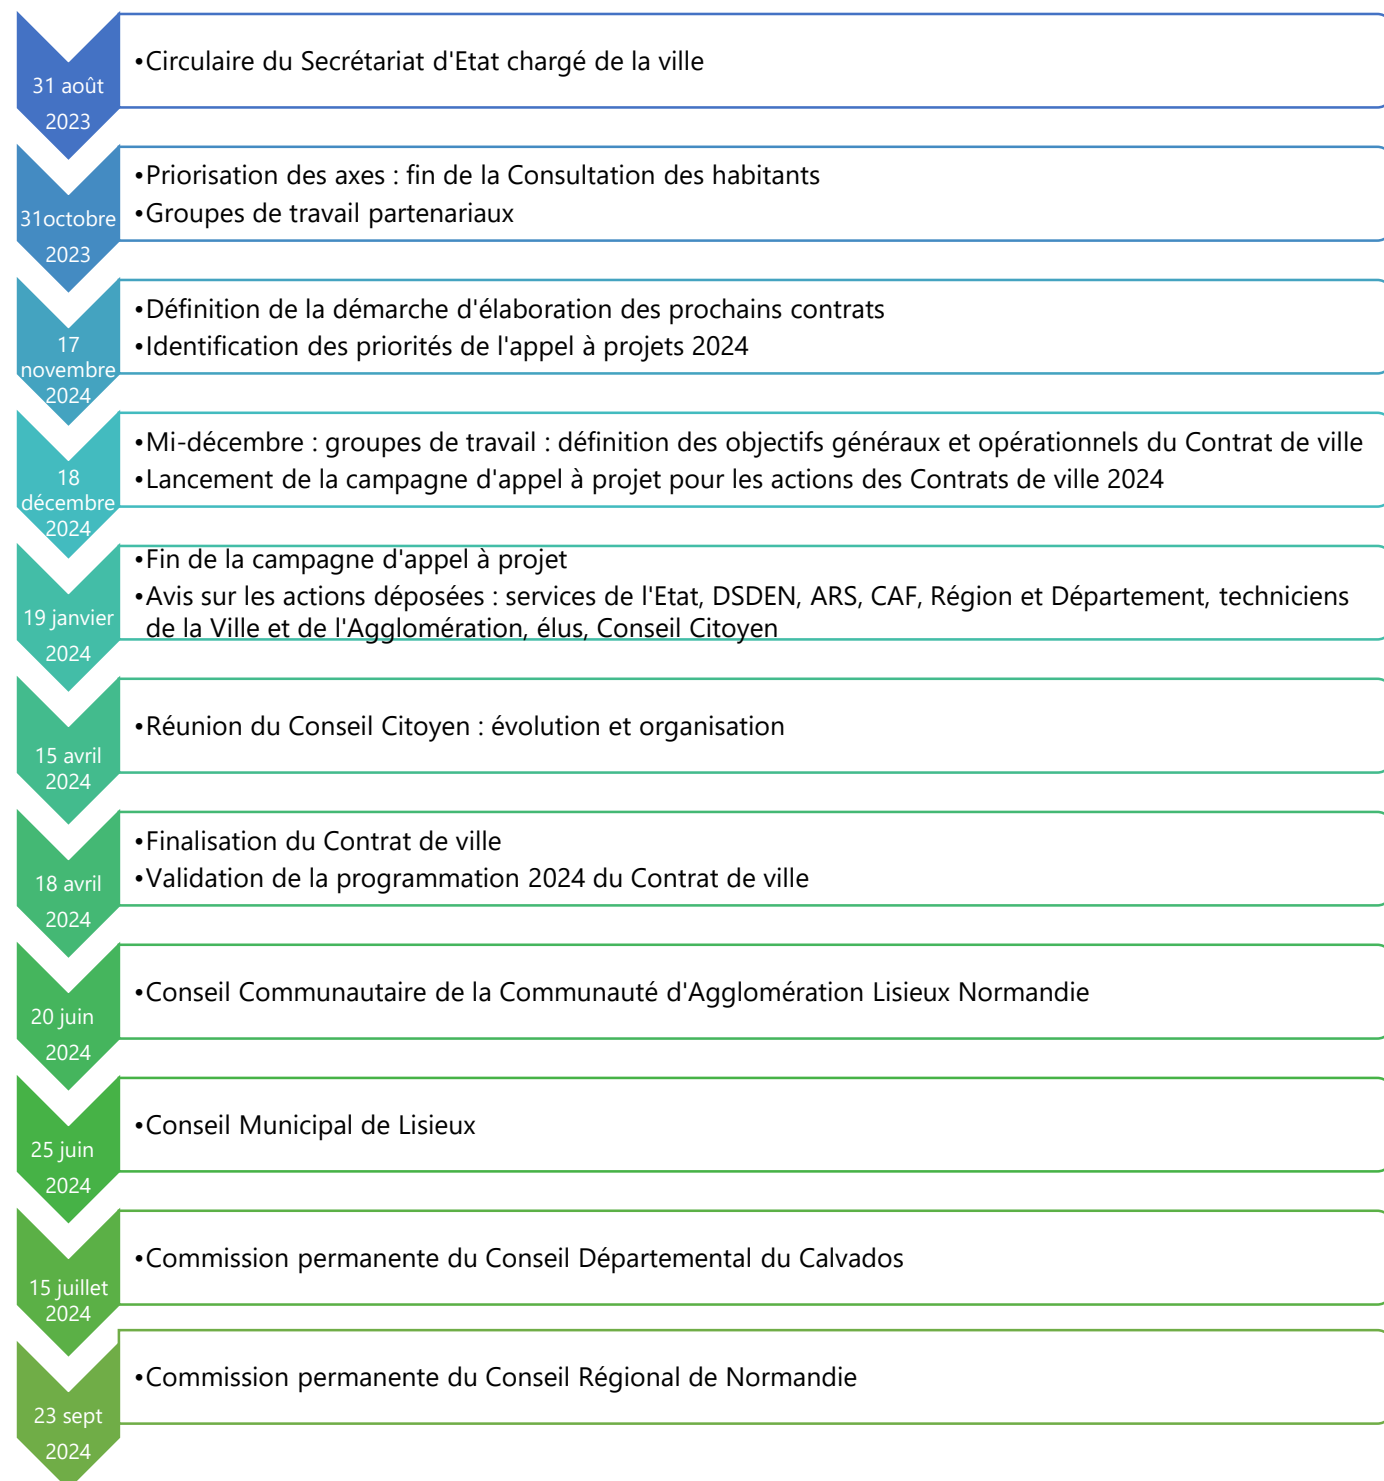 31 août
2023
•Circulaire du Secrétariat d'Etat chargé de la ville
31octobre
2023
•Priorisation des axes : fin de la Consultation des habitants
•Groupes de travail partenariaux
17
novembre
2024
•Définition de la démarche d'élaboration des prochains contrats
•Identification des priorités de l'appel à projets 2024
18
décembre
2024
•Mi-décembre : groupes de travail : définition des objectifs généraux et opérationnels du Contrat de ville
•Lancement de la campagne d'appel à projet pour les actions des Contrats de ville 2024
19 janvier
2024
•Fin de la campagne d'appel à projet
•Avis sur les actions déposées : services de l'Etat, DSDEN, ARS, CAF, Région et Département, techniciens
de la Ville et de l'Agglomération, élus, Conseil Citoyen
15 avril
2024
•Réunion du Conseil Citoyen : évolution et organisation
18 avril
2024
•Finalisation du Contrat de ville
•Validation de la programmation 2024 du Contrat de ville
20 juin
2024
•Conseil Communautaire de la Communauté d'Agglomération Lisieux Normandie
25 juin
2024
•Conseil Municipal de Lisieux
15 juillet
2024
•Commission permanente du Conseil Départemental du Calvados
23 sept
2024
•Commission permanente du Conseil Régional de Normandie